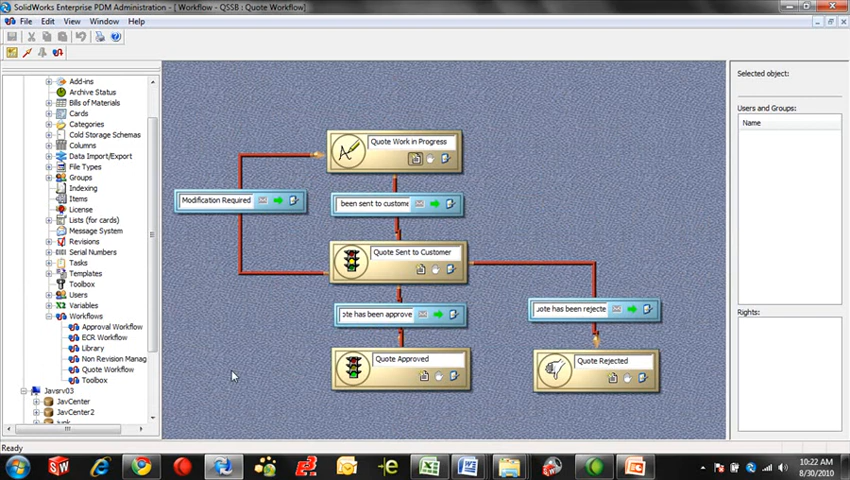 SolidWorks Enterprise PDM Administration - [ Workflow - QSSB : Quote Workflow]
File Edit View Window Help
Add-ins
Archive Status
Bills of Materials
Cards
Categories
Cold Storage Schemas
Columns
Data Import/Export
File Types
Groups
Indexing
Items
License
Lists (for cards)
Message System
Revisions
Serial Numbers
Tasks
Templates
Toolbox
Users
Variables
Workflows
Approval Workflow
ECR Workflow
Library
Non Revision Manag
Quote Workflow
Toolbox
Javsrv03
JavCenter
JavCenter2
Quote Work in Progress
Modification Required
been sent to custome
Quote Sent to Customer
ote has been approve
uote has been rejecte
Quote Approved
Quote Rejected
Selected object:
Users and Groups:
Name
Rights:
Ready
10:22 AM
8/30/2010